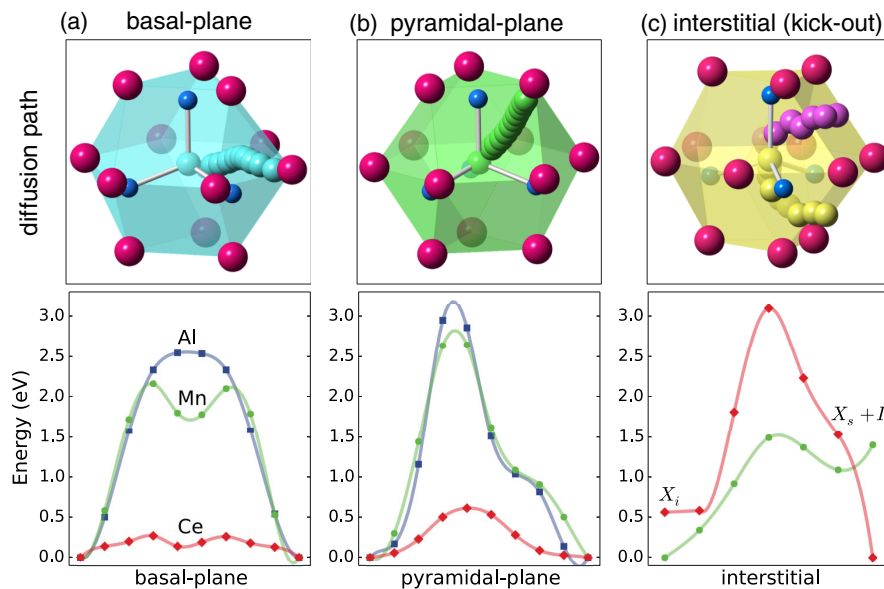 (a) basal-plane
(b) pyramidal-plane
(c) interstitial (kick-out)
diffusion path
Energy (eV)
3.0
2.5
2.0
1.5
1.0
0.5
0.0
Al
Mn
Ce
basal-plane
3.0
2.5
2.0
1.5
1.0
0.5
0.0
pyramidal-plane
3.0
2.5
2.0
1.5
1.0
0.5
0.0
X_i
X_s + I
interstitial